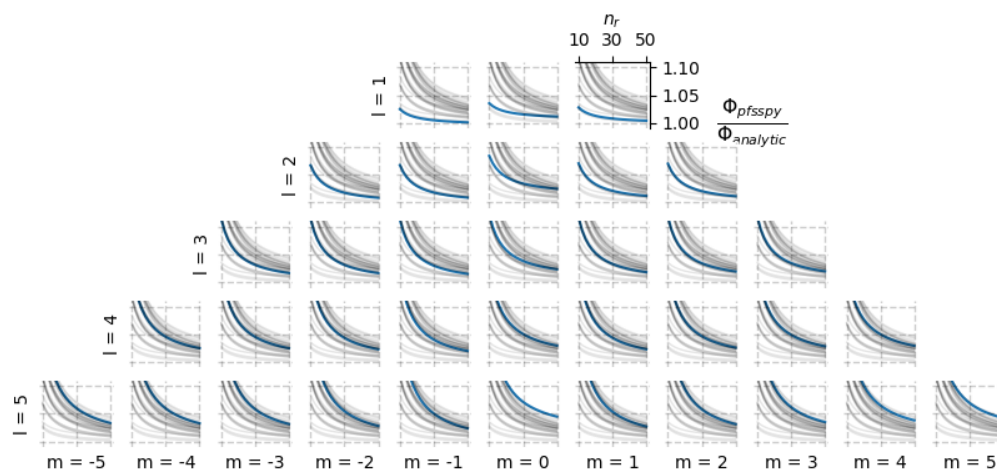 n_r
10 30 50
1.10
1.05
1.00
Φ_pfsspy
Φ_analytic
l = 1
l = 2
l = 3
l = 4
l = 5
m = -5 m = -4 m = -3 m = -2 m = -1 m = 0 m = 1 m = 2 m = 3 m = 4 m = 5